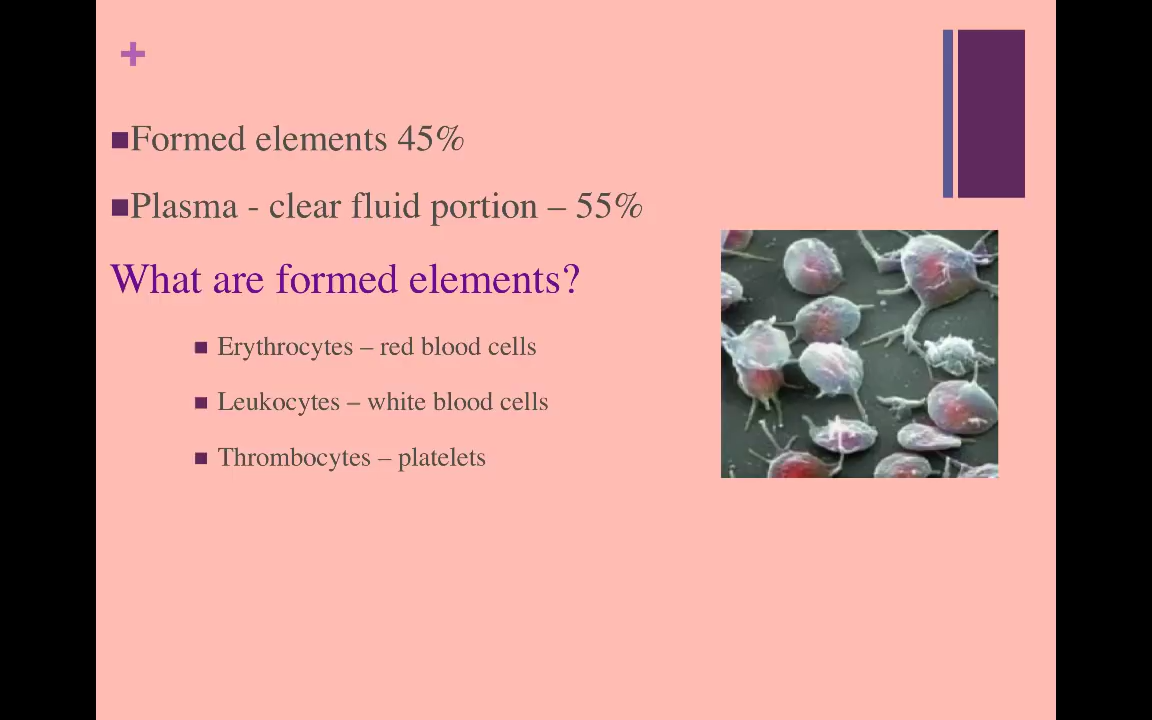 +
■Formed elements 45%
■Plasma - clear fluid portion – 55%
What are formed elements?
■ Erythrocytes – red blood cells
■ Leukocytes – white blood cells
■ Thrombocytes – platelets